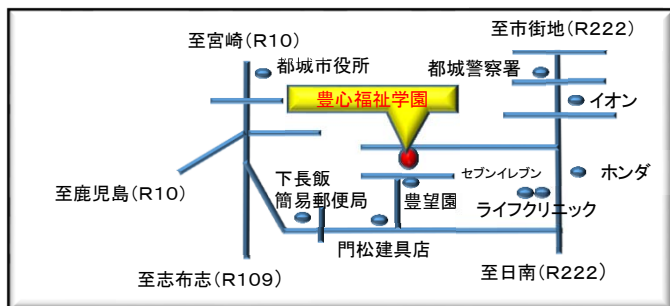 至宮崎(R10)
至市街地(R222)
都城市役所
都城警察署
豊心福祉学園
イオン
至鹿児島(R10)
下長飯
簡易郵便局
豊望園
セブンイレブン
ホンダ
ライフクリニック
門松建具店
至志布志(R109)
至日南(R222)